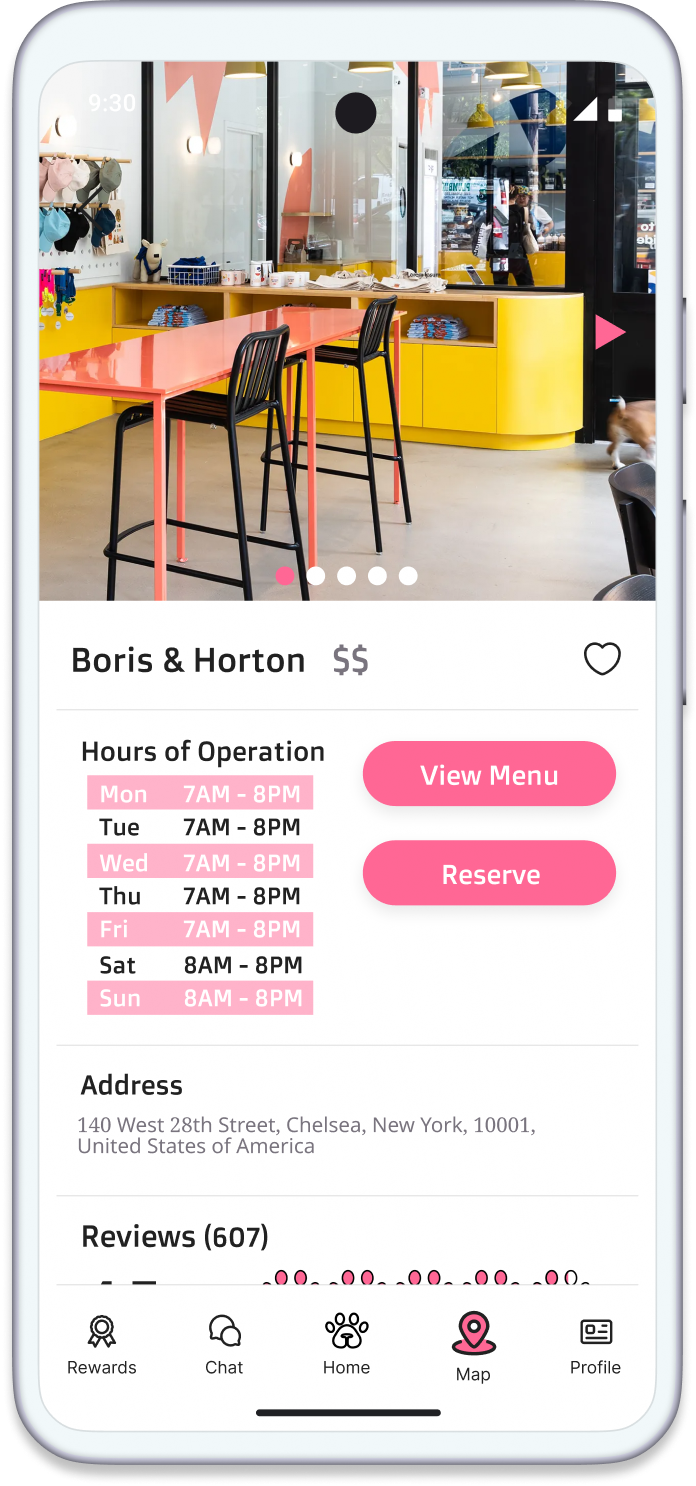 9:30
Boris & Horton $$
Hours of Operation
Mon 7AM - 8PM
Tue 7AM - 8PM
Wed 7AM - 8PM
Thu 7AM - 8PM
Fri 7AM - 8PM
Sat 8AM - 8PM
Sun 8AM - 8PM
View Menu
Reserve
Address
140 West 28th Street, Chelsea, New York, 10001,
United States of America
Reviews (607)
Rewards
Chat
Home
Map
Profile